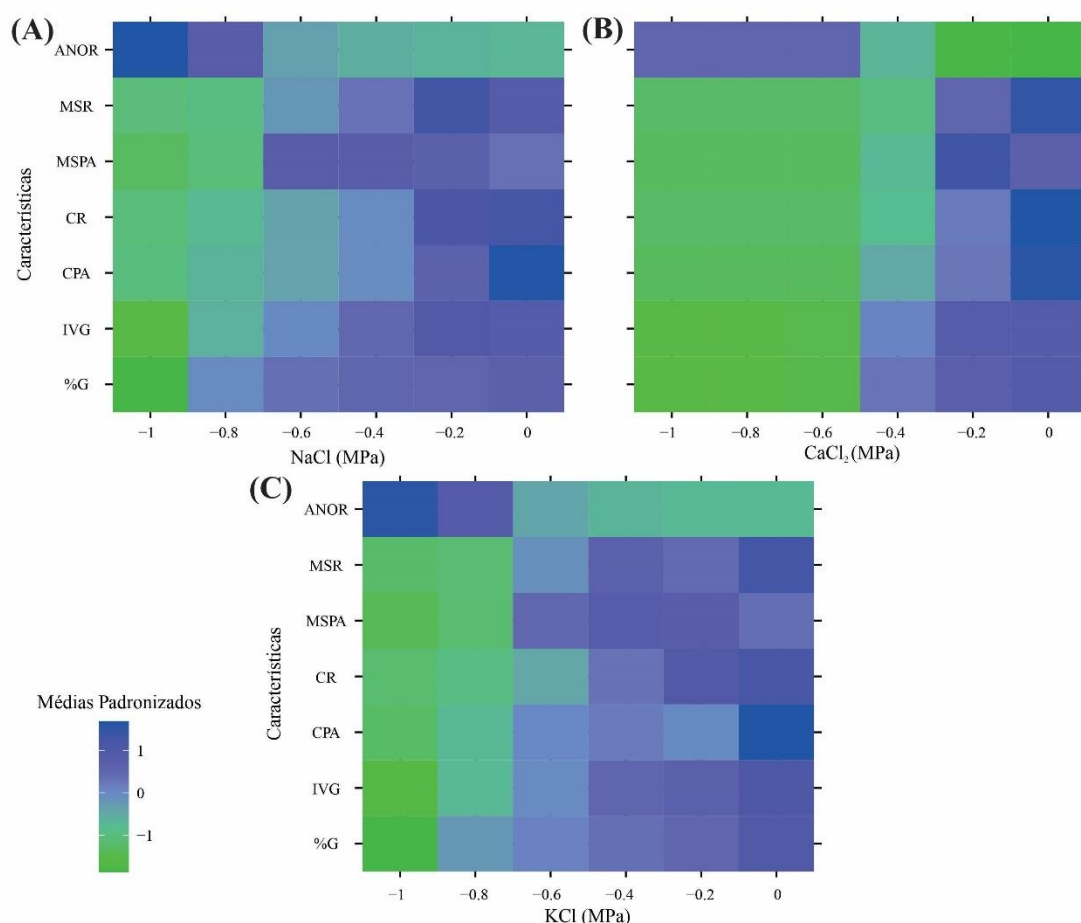 (A)
ANOR
MSR
MSPA
CR
CPA
IVG
%G
Características
−1 −0.8 −0.6 −0.4 −0.2 0
NaCl (MPa)
(B)
−1 −0.8 −0.6 −0.4 −0.2 0
CaCl₂ (MPa)
(C)
ANOR
MSR
MSPA
CR
CPA
IVG
%G
Características
−1 −0.8 −0.6 −0.4 −0.2 0
KCl (MPa)
Médias Padronizados
1
0
−1